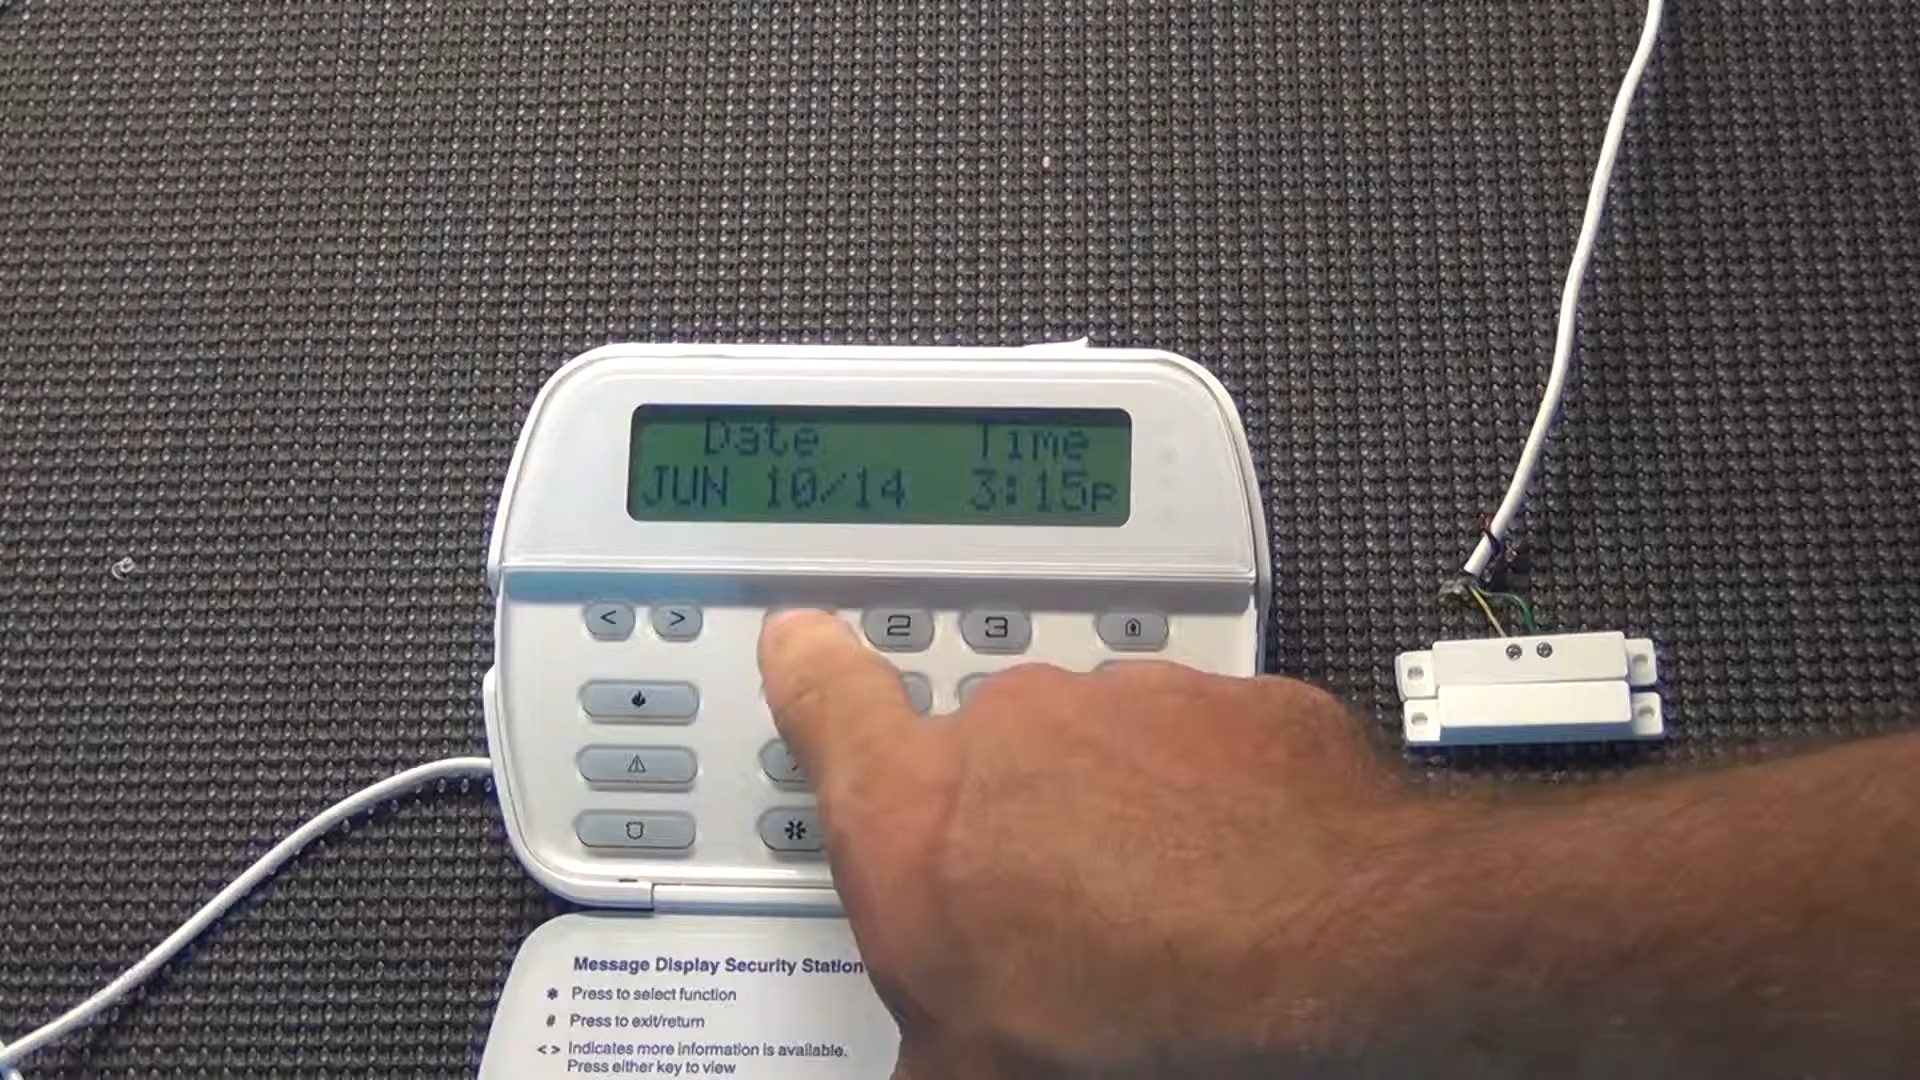 Date Time
JUN 10/14 3:15p
< > 2 3
*
Message Display Security Station
* Press to select function
# Press to exit/return
< > Indicates more information is available.
Press either key to view